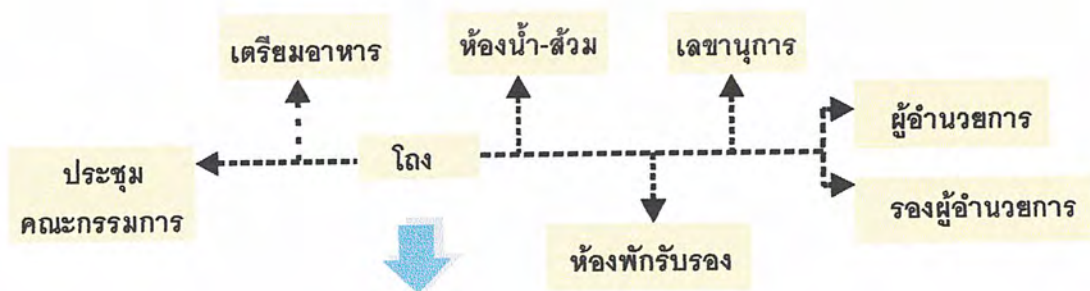 เตรียมอาหาร
ห้องน้ำ-ส้วม
เลขานุการ
ผู้อำนวยการ
ประชุม
คณะกรรมการ
โถง
รองผู้อำนวยการ
ห้องพักรับรอง